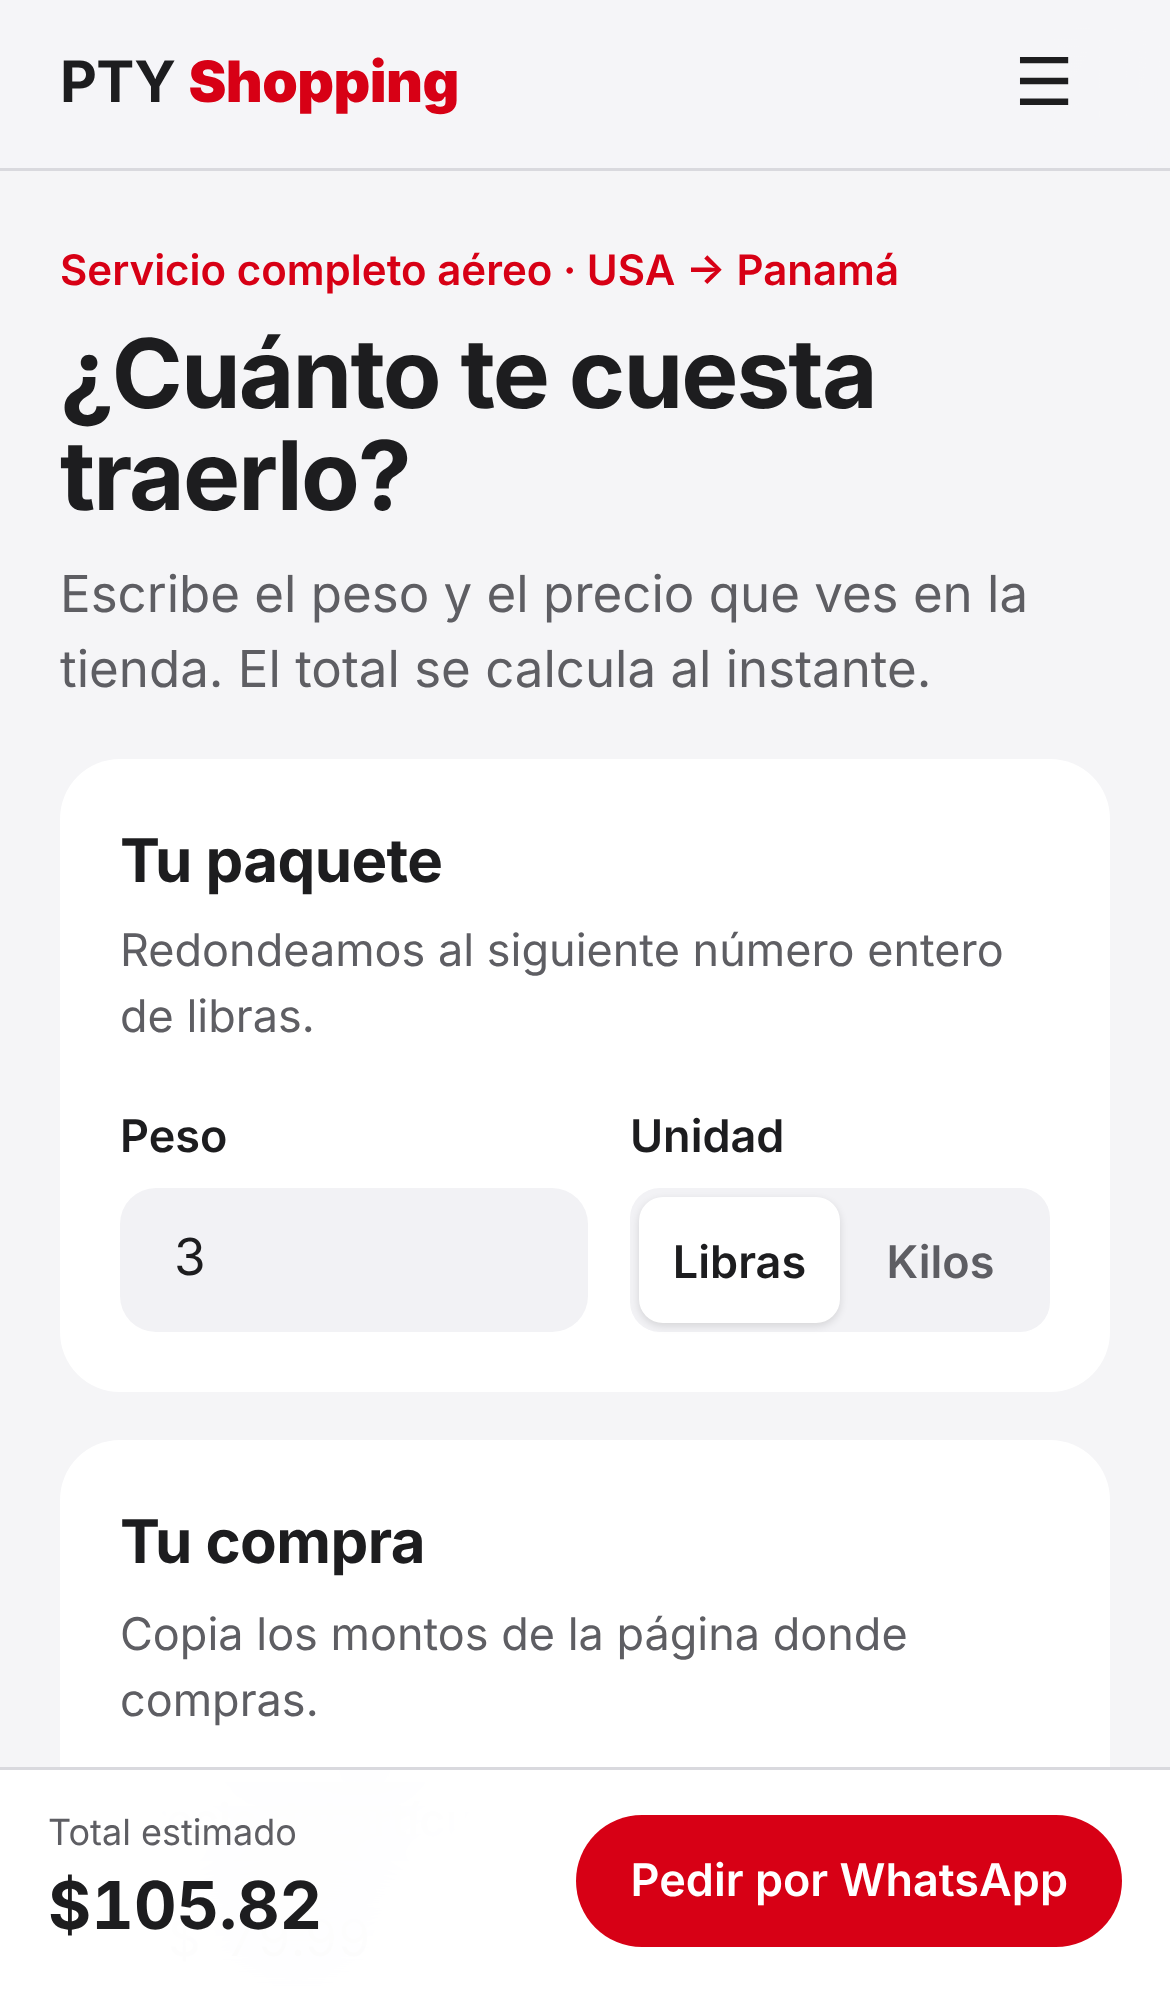 PTY Shopping
Servicio completo aéreo · USA → Panamá
¿Cuánto te cuesta
traerlo?
Escribe el peso y el precio que ves en la
tienda. El total se calcula al instante.
Tu paquete
Redondeamos al siguiente número entero
de libras.
Peso
Unidad
3
Libras
Kilos
Tu compra
Copia los montos de la página donde
compras.
Total estimado
$105.82
Pedir por WhatsApp